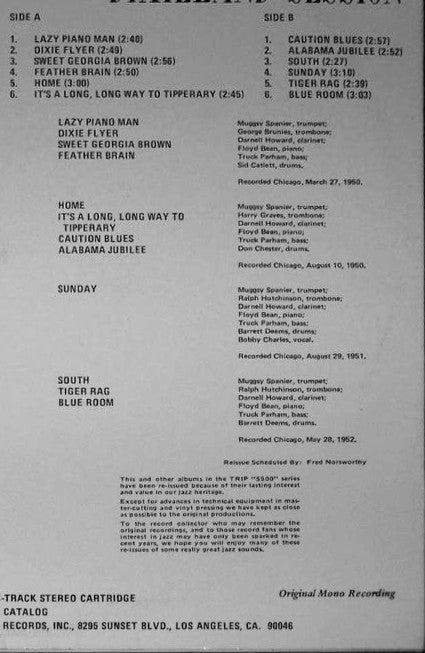 DIXIELAND SESSION
SIDE A
1. LAZY PIANO MAN (2:40)
2. DIXIE FLYER (2:49)
3. SWEET GEORGIA BROWN (2:56)
4. FEATHER BRAIN (2:50)
5. HOME (3:00)
6. IT'S A LONG, LONG WAY TO TIPPERARY (2:45)
SIDE B
1. CAUTION BLUES (2:57)
2. ALABAMA JUBILEE (2:52)
3. SOUTH (2:27)
4. SUNDAY (3:10)
5. TIGER RAG (2:39)
6. BLUE ROOM (3:03)
LAZY PIANO MAN
DIXIE FLYER
SWEET GEORGIA BROWN
FEATHER BRAIN
Muggsy Spanier, trumpet;
George Brunies, trombone;
Darnell Howard, clarinet;
Floyd Bean, piano;
Truck Parham, bass;
Sid Catlett, drums.
Recorded Chicago, March 27, 1950.
HOME
IT'S A LONG, LONG WAY TO
TIPPERARY
CAUTION BLUES
ALABAMA JUBILEE
Muggsy Spanier, trumpet;
Harry Graves, trombone;
Darnell Howard, clarinet;
Floyd Bean, piano;
Truck Parham, bass;
Don Chester, drums.
Recorded Chicago, August 10, 1950.
SUNDAY
Muggsy Spanier, trumpet;
Ralph Hutchinson, trombone;
Darnell Howard, clarinet;
Floyd Bean, piano;
Truck Parham, bass;
Barrett Deems, drums;
Bobby Charles, vocal.
Recorded Chicago, August 29, 1951.
SOUTH
TIGER RAG
BLUE ROOM
Muggsy Spanier, trumpet;
Ralph Hutchinson, trombone;
Darnell Howard, clarinet;
Floyd Bean, piano;
Truck Parham, bass;
Barrett Deems, drums.
Recorded Chicago, May 28, 1952.
Reissue Scheduled By: Fred Norsworthy
This and other albums in the TRIP "5500" series
have been re-issued because of their lasting interest
and value in our jazz heritage.
Except for advances in technical equipment in mas-
ter-cutting and vinyl pressing we have kept as close
as possible to the original productions.
To the record collector who may remember the
original recordings, and to those record fans whose
interest in jazz may have only been sparked in re-
cent years, we hope you will enjoy many of these
re-issues of some really great jazz sounds.
Original Mono Recording
-TRACK STEREO CARTRIDGE
CATALOG
RECORDS, INC., 8295 SUNSET BLVD., LOS ANGELES, CA. 90046